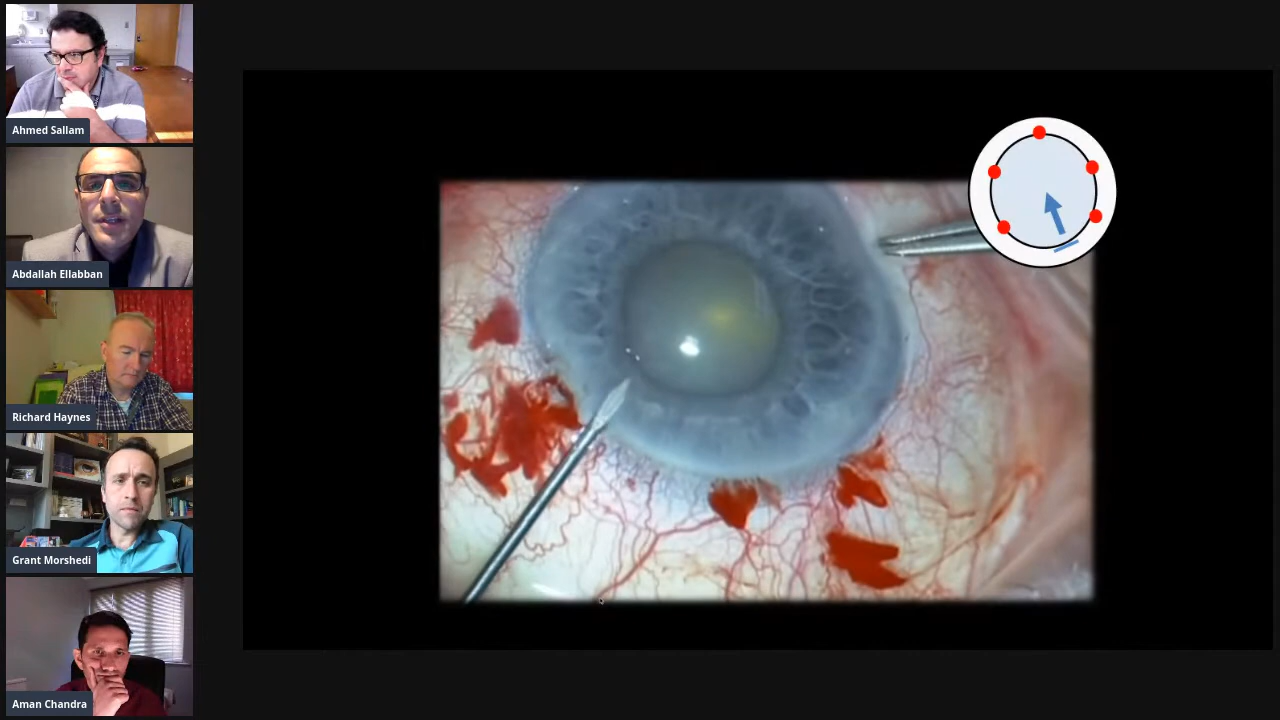 Ahmed Sallam
Abdallah Ellabban
Richard Haynes
Grant Morshedi
Aman Chandra